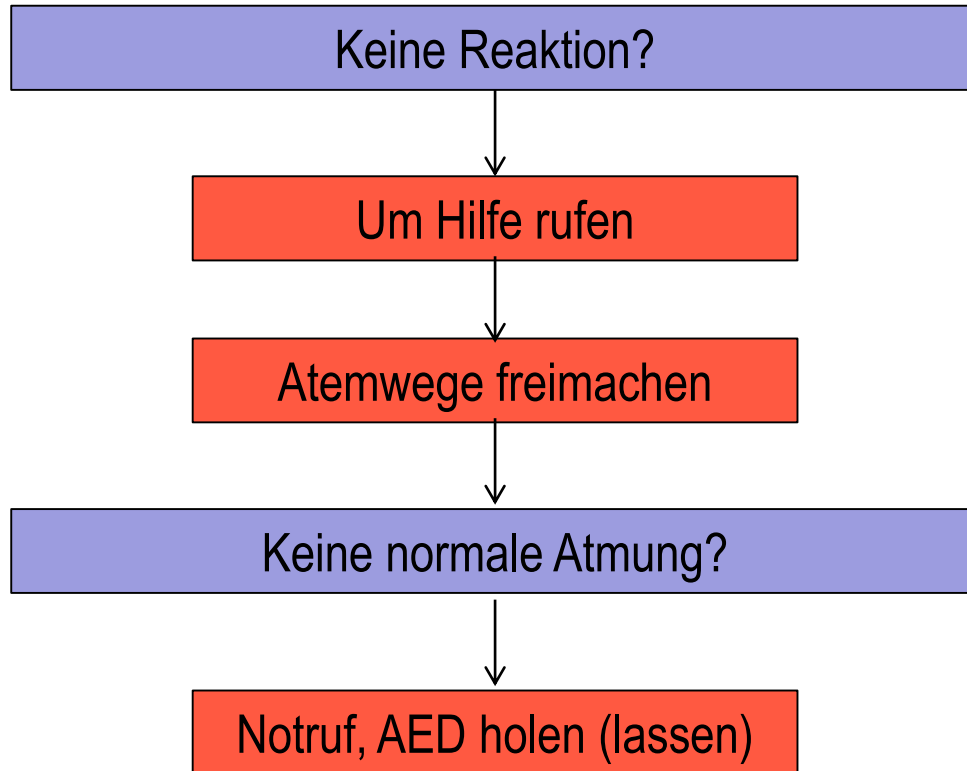 Keine Reaktion?
Um Hilfe rufen
Atemwege freimachen
Keine normale Atmung?
Notruf, AED holen (lassen)